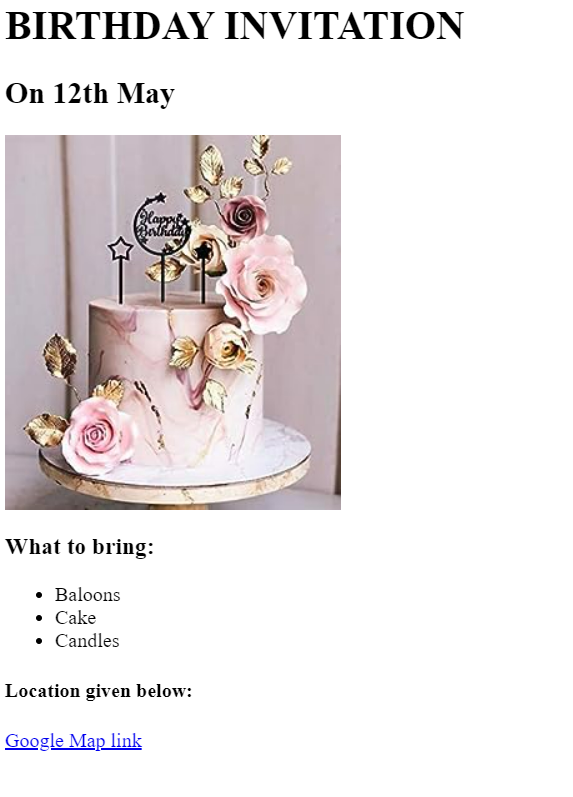 BIRTHDAY INVITATION
On 12th May
Happy
Birthday
What to bring:
Baloons
Cake
Candles
Location given below:
Google Map link